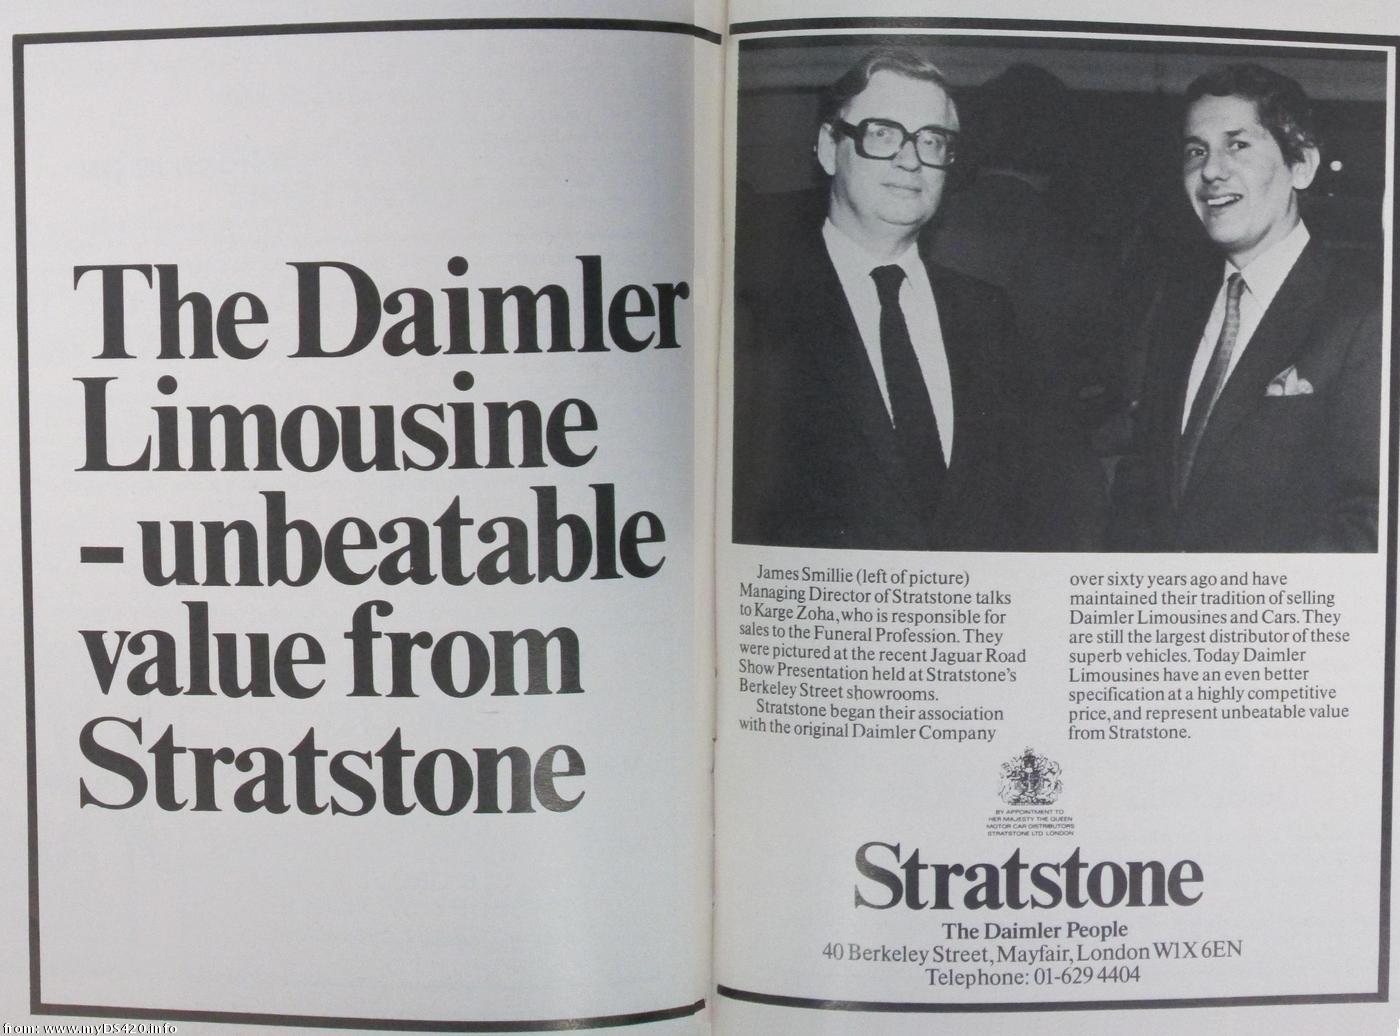 The Daimler
Limousine
- unbeatable
value from
Stratstone
James Smillie (left of picture)
Managing Director of Stratstone talks
to Karge Zoha, who is responsible for
sales to the Funeral Profession. They
were pictured at the recent Jaguar Road
Show Presentation held at Stratstone's
Berkeley Street showrooms.
Stratstone began their association
with the original Daimler Company
over sixty years ago and have
maintained their tradition of selling
Daimler Limousines and Cars. They
are still the largest distributor of these
superb vehicles. Today Daimler
Limousines have an even better
specification at a highly competitive
price, and represent unbeatable value
from Stratstone.
BY APPOINTMENT TO
HER MAJESTY THE QUEEN
MOTOR CAR DISTRIBUTORS
STRATSTONE LTD LONDON
Stratstone
The Daimler People
40 Berkeley Street, Mayfair, London W1X 6EN
Telephone: 01-629 4404
from: www.myDS420.info